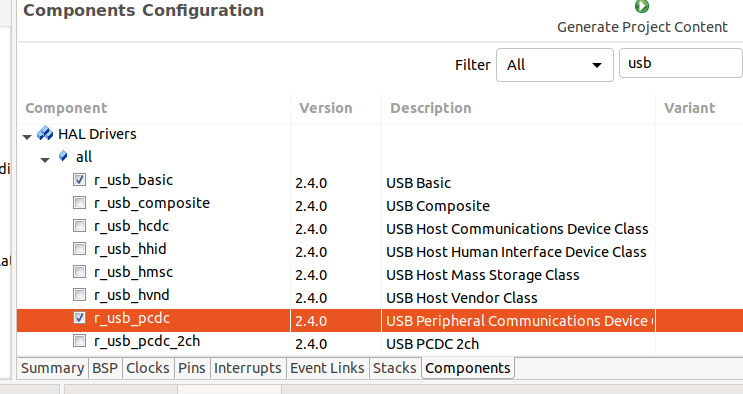 Components Configuration
Generate Project Content
Filter All usb
Component Version Description Variant
HAL Drivers
all
r_usb_basic 2.4.0 USB Basic
r_usb_composite 2.4.0 USB Composite
r_usb_hcdc 2.4.0 USB Host Communications Device Class
r_usb_hhid 2.4.0 USB Host Human Interface Device Class
r_usb_hmsc 2.4.0 USB Host Mass Storage Class
r_usb_hvnd 2.4.0 USB Host Vendor Class
r_usb_pcdc 2.4.0 USB Peripheral Communications Device
r_usb_pcdc_2ch 2.4.0 USB PCDC 2ch
Summary BSP Clocks Pins Interrupts Event Links Stacks Components